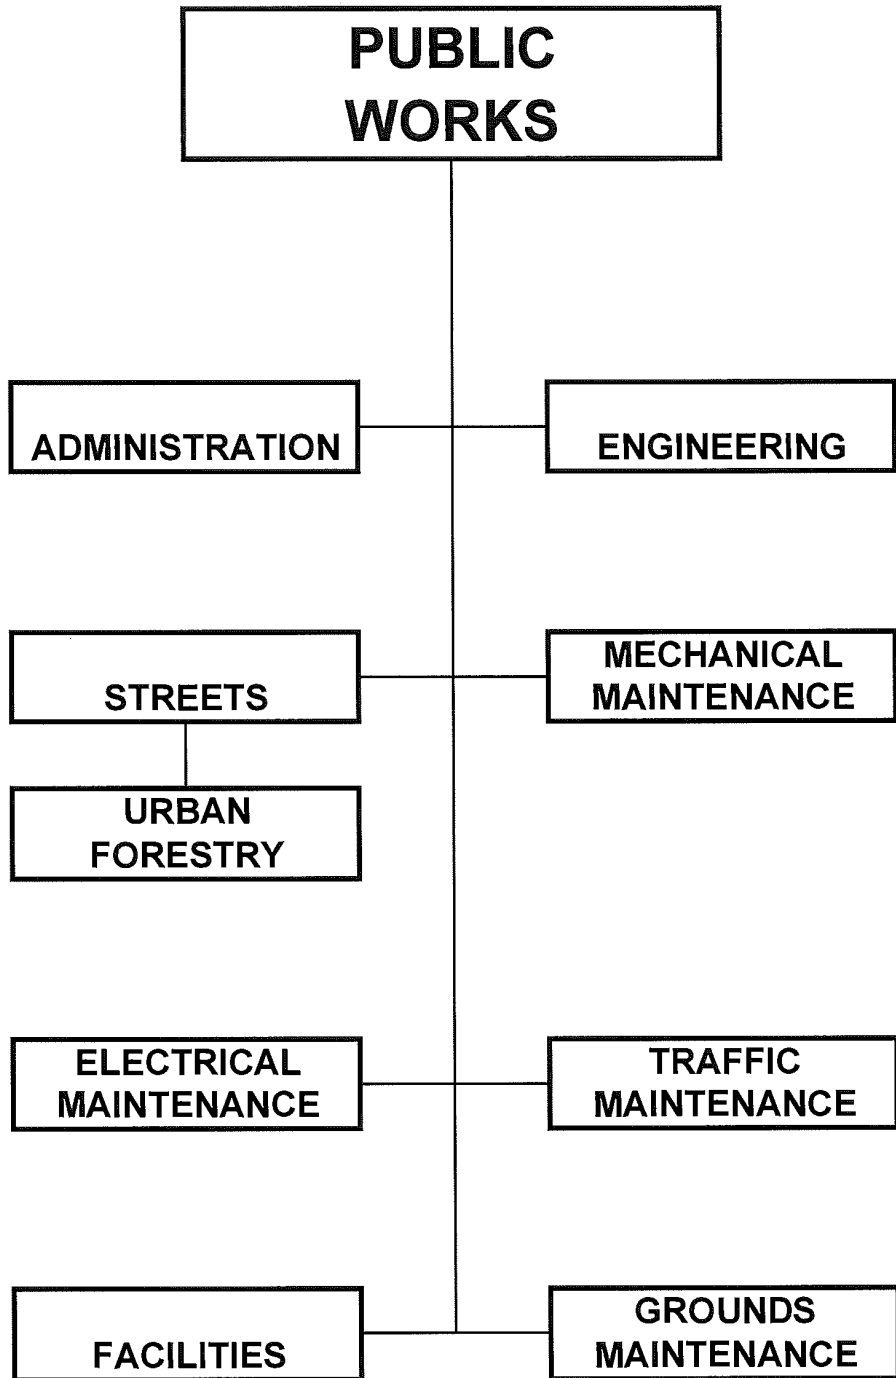 PUBLIC
WORKS
ADMINISTRATION
ENGINEERING
STREETS
MECHANICAL
MAINTENANCE
URBAN
FORESTRY
ELECTRICAL
MAINTENANCE
TRAFFIC
MAINTENANCE
FACILITIES
GROUNDS
MAINTENANCE